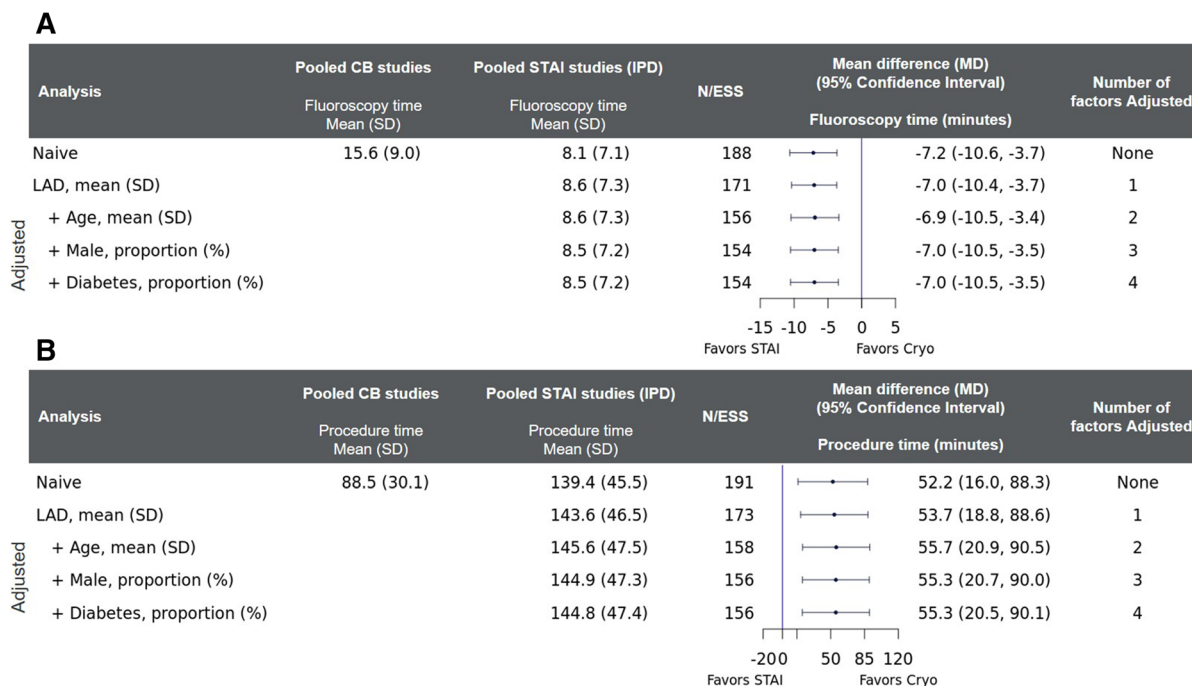 A
Analysis
Pooled CB studies
Fluoroscopy time
Mean (SD)
Pooled STAI studies (IPD)
Fluoroscopy time
Mean (SD)
N/ESS
Mean difference (MD)
(95% Confidence Interval)
Fluoroscopy time (minutes)
Number of
factors Adjusted
Naive 15.6 (9.0) 8.1 (7.1) 188 -7.2 (-10.6, -3.7) None
Adjusted
LAD, mean (SD) 8.6 (7.3) 171 -7.0 (-10.4, -3.7) 1
+ Age, mean (SD) 8.6 (7.3) 156 -6.9 (-10.5, -3.4) 2
+ Male, proportion (%) 8.5 (7.2) 154 -7.0 (-10.5, -3.5) 3
+ Diabetes, proportion (%) 8.5 (7.2) 154 -7.0 (-10.5, -3.5) 4
-15 -10 -5 0 5
Favors STAI Favors Cryo
B
Analysis
Pooled CB studies
Procedure time
Mean (SD)
Pooled STAI studies (IPD)
Procedure time
Mean (SD)
N/ESS
Mean difference (MD)
(95% Confidence Interval)
Procedure time (minutes)
Number of
factors Adjusted
Naive 88.5 (30.1) 139.4 (45.5) 191 52.2 (16.0, 88.3) None
Adjusted
LAD, mean (SD) 143.6 (46.5) 173 53.7 (18.8, 88.6) 1
+ Age, mean (SD) 145.6 (47.5) 158 55.7 (20.9, 90.5) 2
+ Male, proportion (%) 144.9 (47.3) 156 55.3 (20.7, 90.0) 3
+ Diabetes, proportion (%) 144.8 (47.4) 156 55.3 (20.5, 90.1) 4
-20 0 50 85 120
Favors STAI Favors Cryo